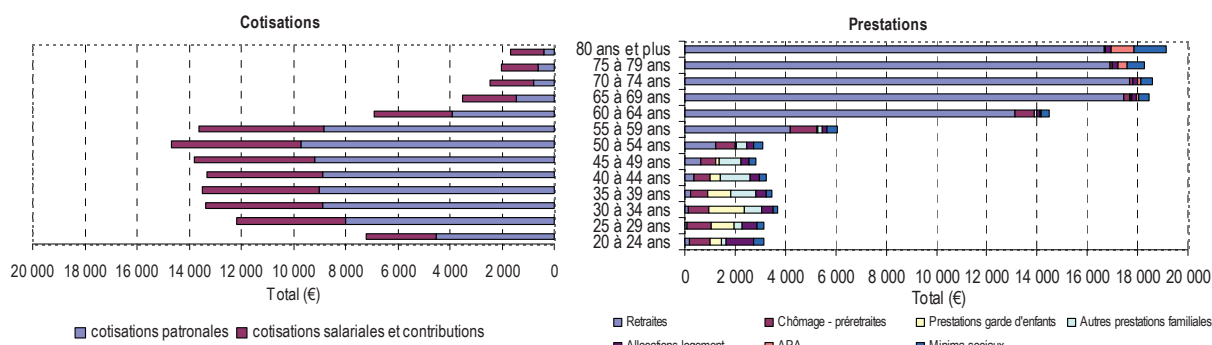 Cotisations
20 000 18 000 16 000 14 000 12 000 10 000 8 000 6 000 4 000 2 000 0
Total (€)
cotisations patronales cotisations salariales et contributions
Prestations
80 ans et plus
75 à 79 ans
70 à 74 ans
65 à 69 ans
60 à 64 ans
55 à 59 ans
50 à 54 ans
45 à 49 ans
40 à 44 ans
35 à 39 ans
30 à 34 ans
25 à 29 ans
20 à 24 ans
0 2 000 4 000 6 000 8 000 10 000 12 000 14 000 16 000 18 000 20 000
Total (€)
Retraites Chômage - préretraites Prestations garde d'enfants Autres prestations familiales
Allocations logement APA Minima sociaux